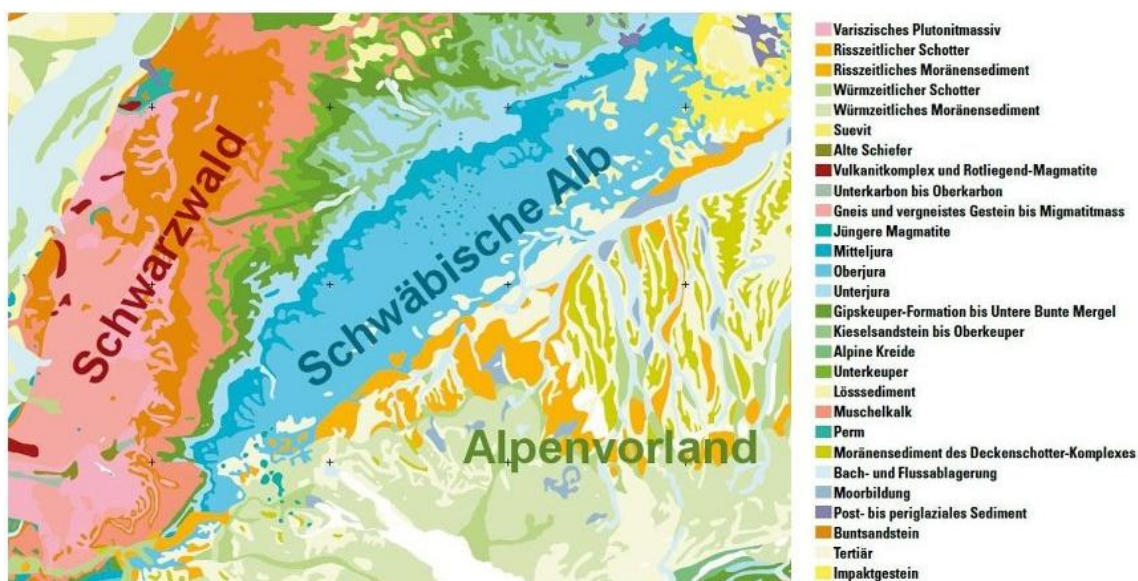 Schwarzwald
Schwäbische Alb
Alpenvorland
Variszisches Plutonitmassiv
Risszeitlicher Schotter
Risszeitliches Moränensediment
Würmzeitlicher Schotter
Würmzeitliches Moränensediment
Suevit
Alte Schiefer
Vulkanitkomplex und Rotliegend-Magmatite
Unterkarbon bis Oberkarbon
Gneis und vergneistes Gestein bis Migmatitmass
Jüngere Magmatite
Mitteljura
Oberjura
Unterjura
Gipskeuper-Formation bis Untere Bunte Mergel
Kieselsandstein bis Oberkeuper
Alpine Kreide
Unterkeuper
Lösssediment
Muschelkalk
Perm
Moränensediment des Deckenschotter-Komplexes
Bach- und Flussablagerung
Moorbildung
Post- bis periglaziales Sediment
Buntsandstein
Tertiär
Impaktgestein